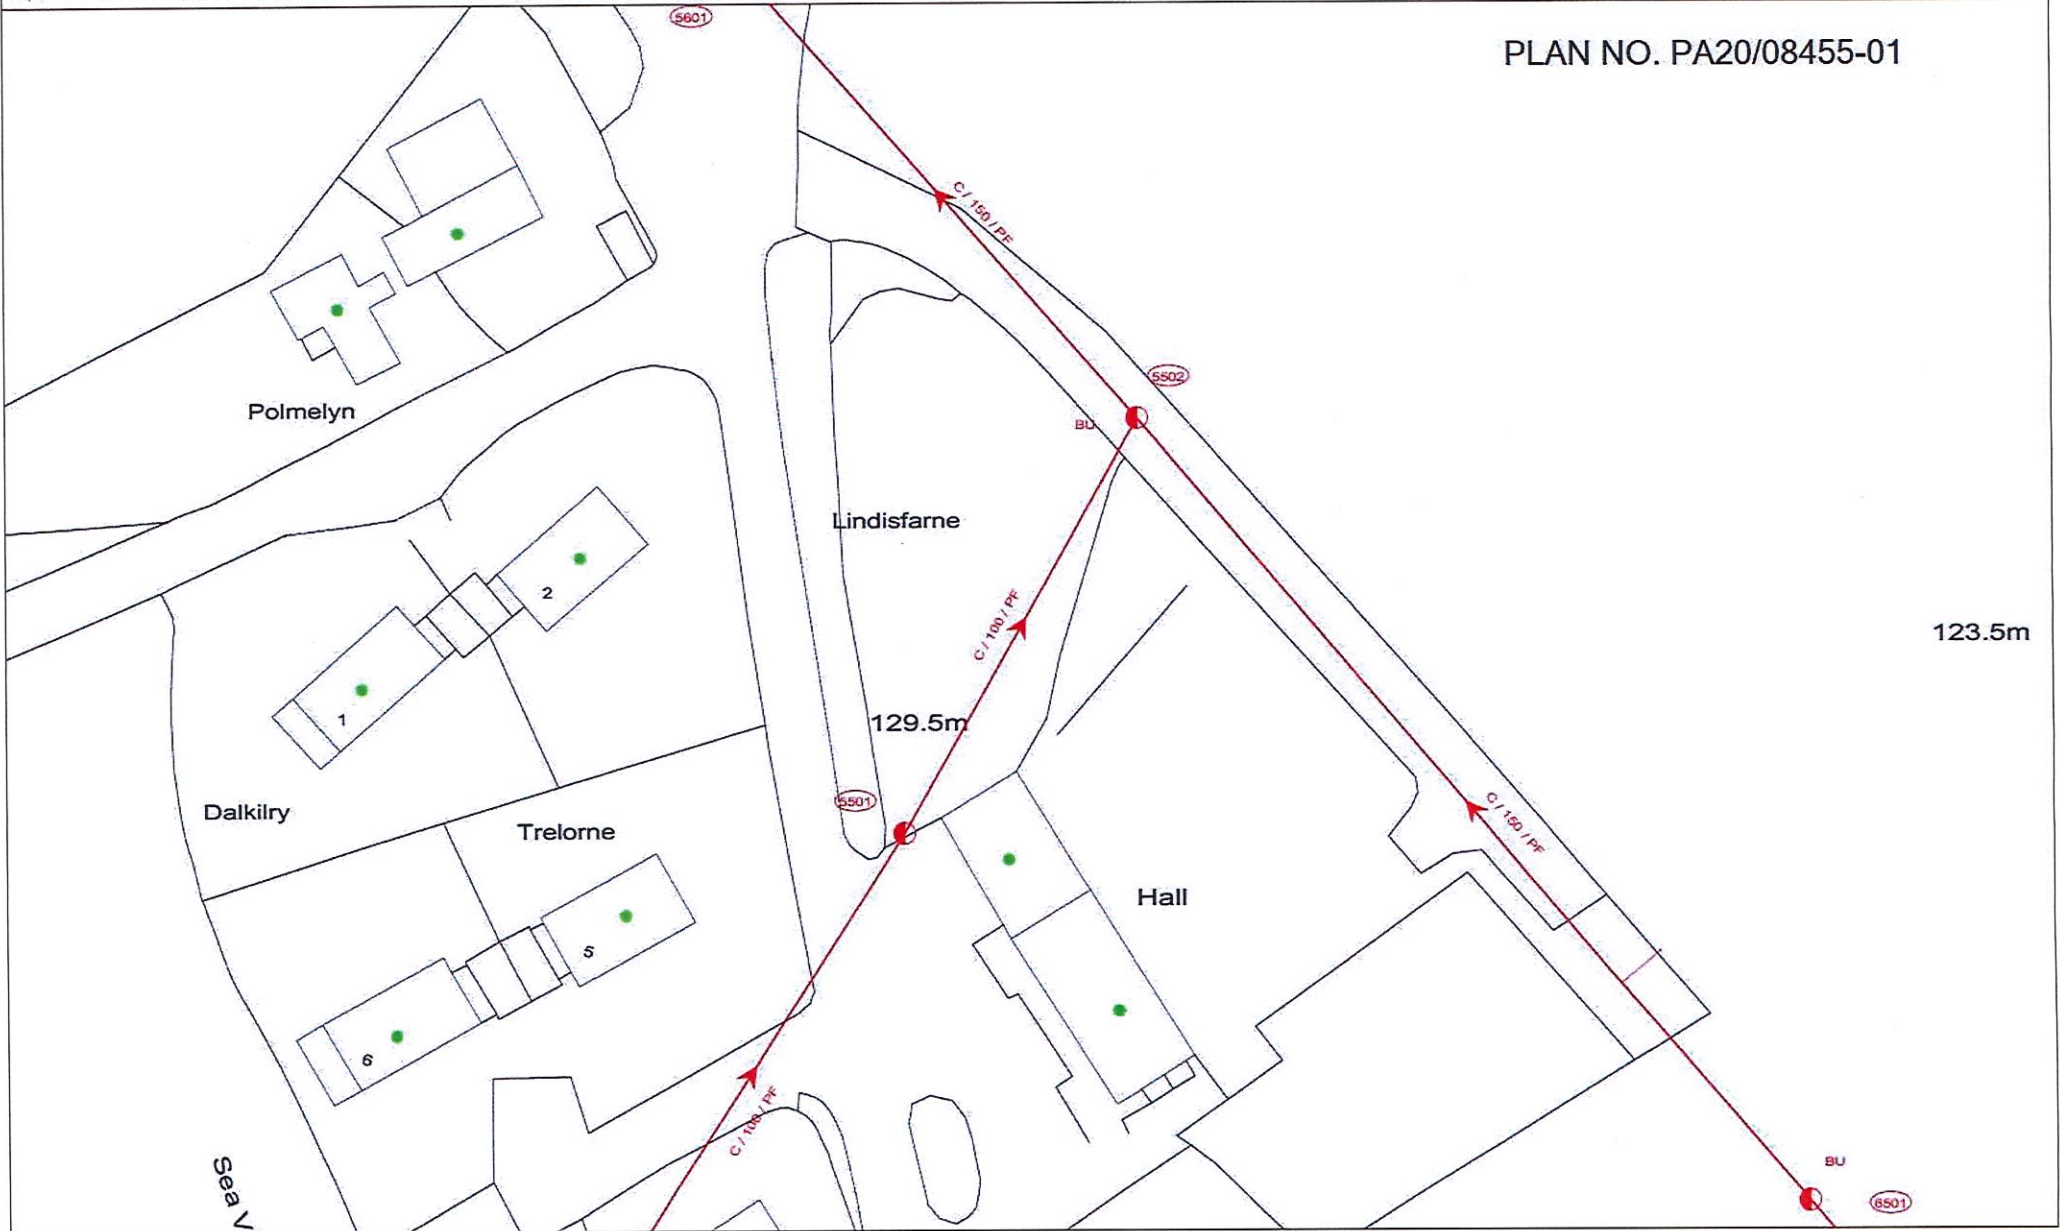 5601
PLAN NO. PA20/08455-01
C / 150 / PF
5502
BU
Polmelyn
Lindisfarne
2
C / 100 / PF
123.5m
1
129.5m
5501
Dalkilry
Trelorne
C / 150 / PF
Hall
5
6
C / 100 / PF
Sea V
BU
6501